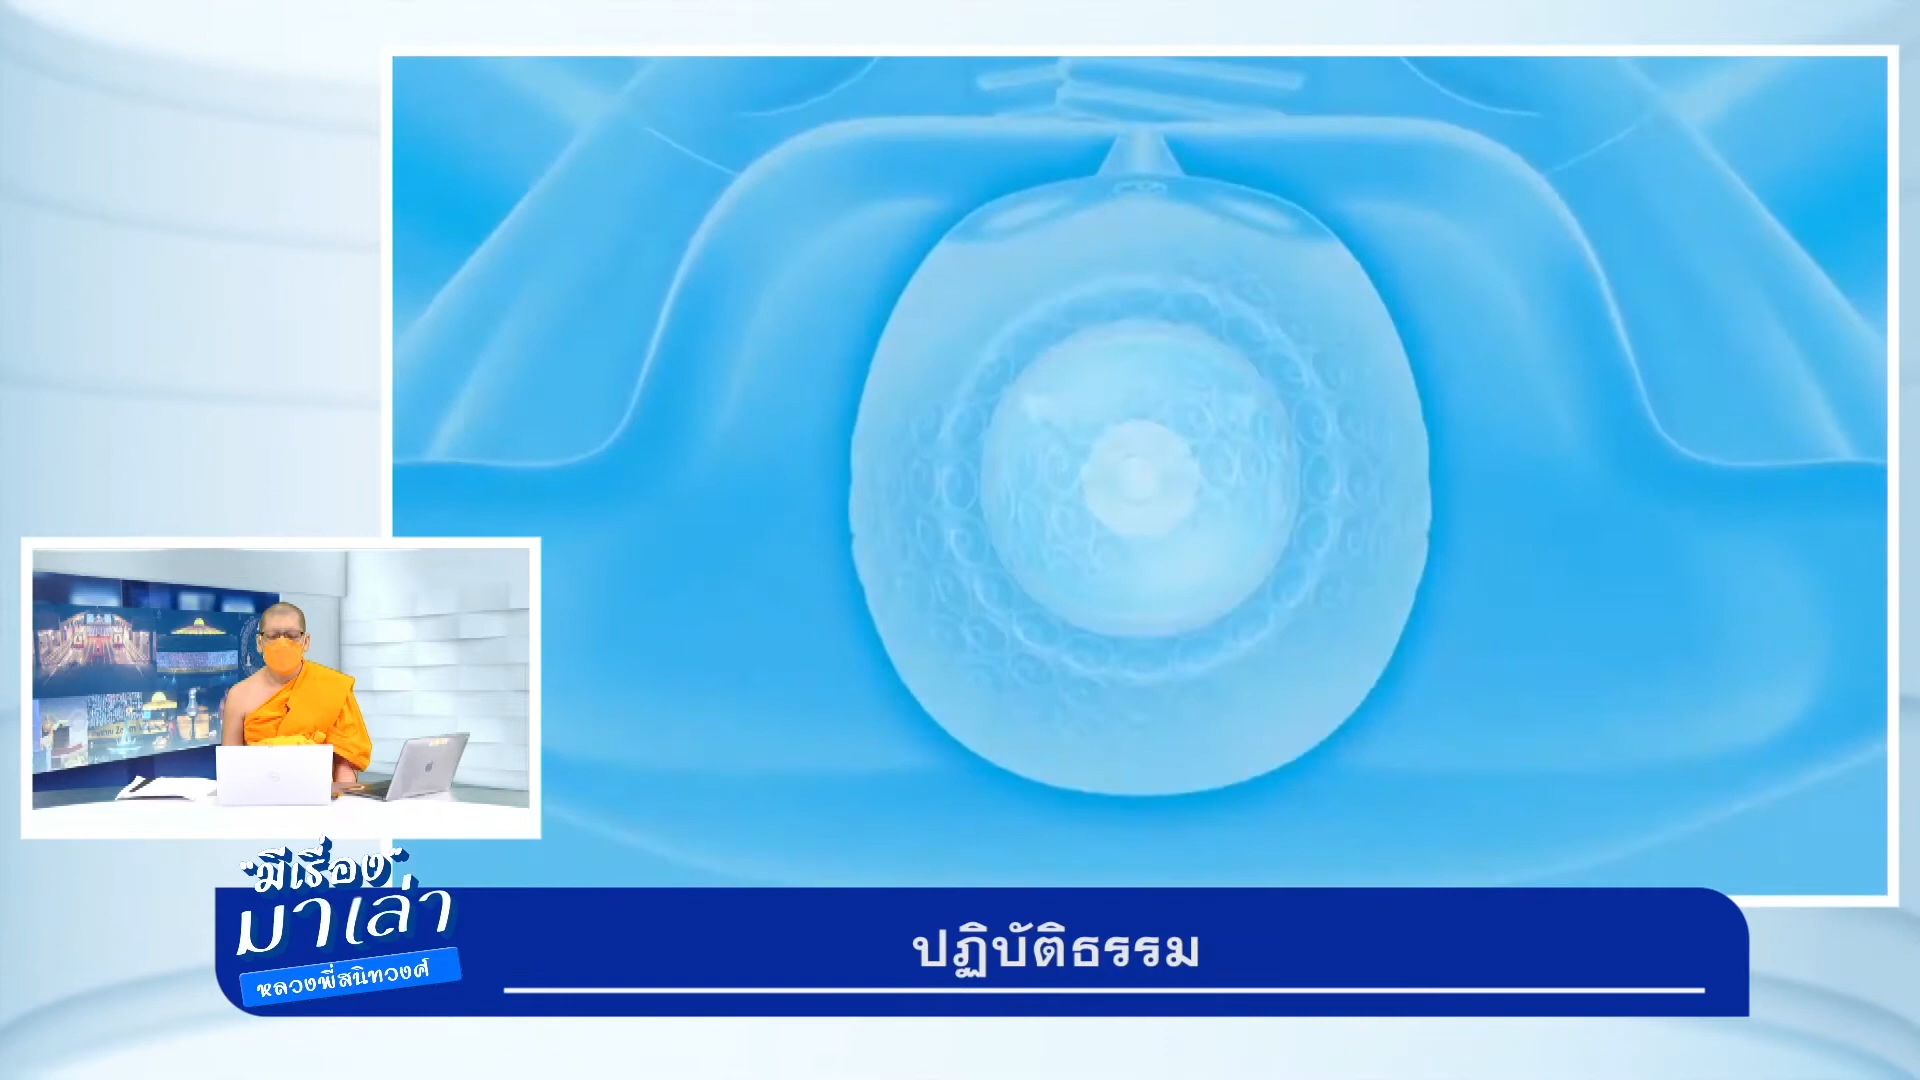 "มีเรื่อง"
มาเล่า
หลวงพี่สนิทวงศ์
ปฏิบัติธรรม